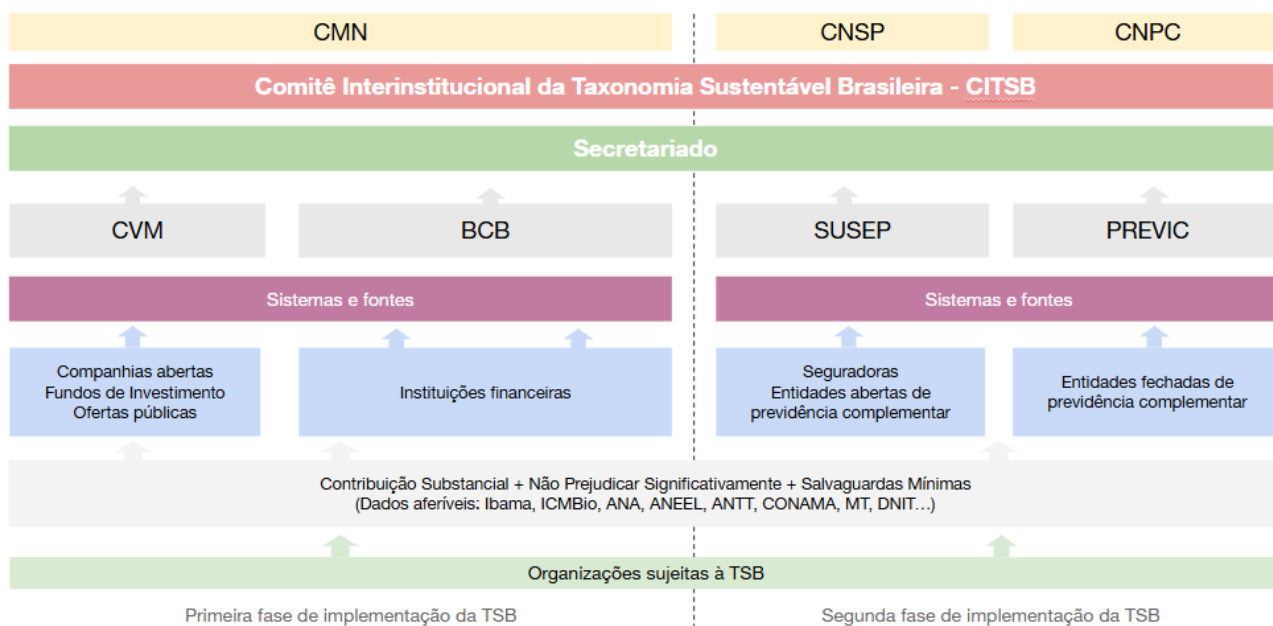 CMN
CNSP
CNPC
Comitê Interinstitucional da Taxonomia Sustentável Brasileira - CITSB
Secretariado
CVM
BCB
SUSEP
PREVIC
Sistemas e fontes
Sistemas e fontes
Companhias abertas
Fundos de Investimento
Ofertas públicas
Instituições financeiras
Seguradoras
Entidades abertas de
previdência complementar
Entidades fechadas de
previdência complementar
Contribuição Substancial + Não Prejudicar Significativamente + Salvaguardas Mínimas
(Dados aferíveis: Ibama, ICMBio, ANA, ANEEL, ANTT, CONAMA, MT, DNIT...)
Organizações sujeitas à TSB
Primeira fase de implementação da TSB
Segunda fase de implementação da TSB